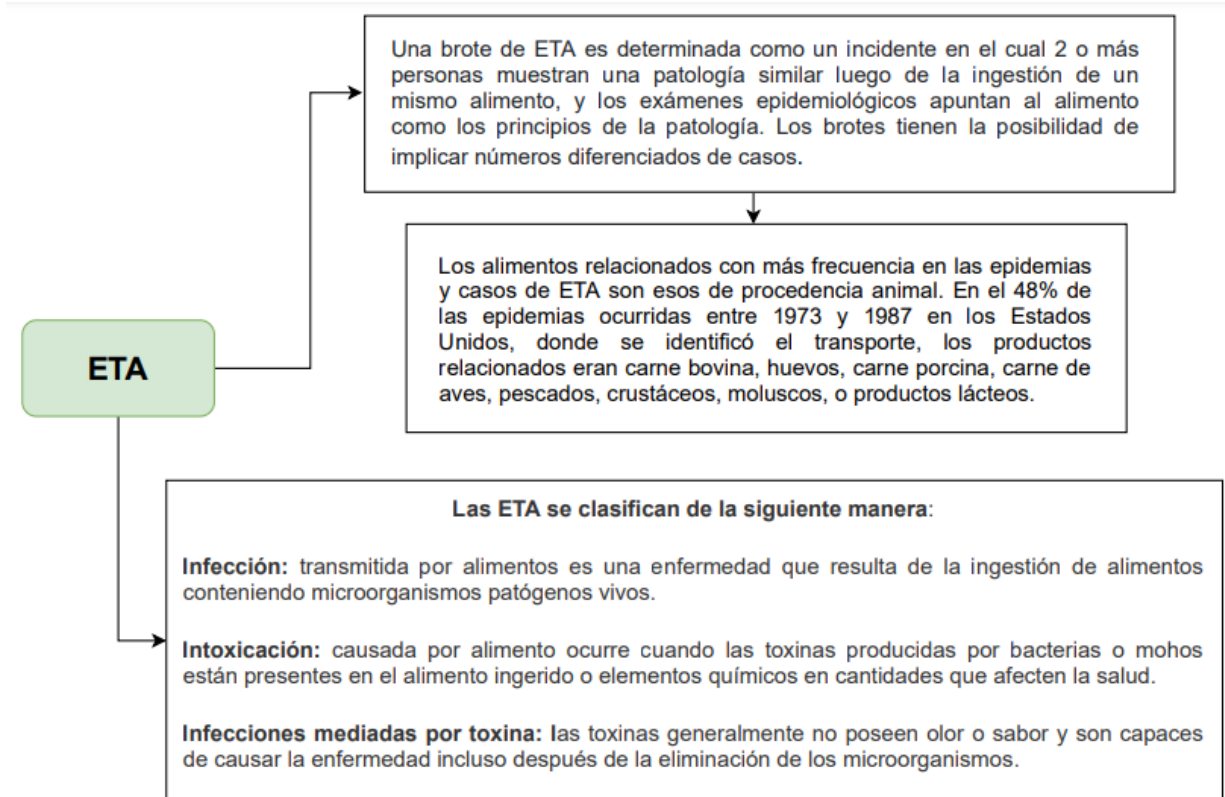 Una brote de ETA es determinada como un incidente en el cual 2 o más
personas muestran una patología similar luego de la ingestión de un
mismo alimento, y los exámenes epidemiológicos apuntan al alimento
como los principios de la patología. Los brotes tienen la posibilidad de
implicar números diferenciados de casos.
Los alimentos relacionados con más frecuencia en las epidemias
y casos de ETA son esos de procedencia animal. En el 48% de
las epidemias ocurridas entre 1973 y 1987 en los Estados
Unidos, donde se identificó el transporte, los productos
relacionados eran carne bovina, huevos, carne porcina, carne de
aves, pescados, crustáceos, moluscos, o productos lácteos.
ETA
Las ETA se clasifican de la siguiente manera:
Infección: transmitida por alimentos es una enfermedad que resulta de la ingestión de alimentos
conteniendo microorganismos patógenos vivos.
Intoxicación: causada por alimento ocurre cuando las toxinas producidas por bacterias o mohos
están presentes en el alimento ingerido o elementos químicos en cantidades que afecten la salud.
Infecciones mediadas por toxina: las toxinas generalmente no poseen olor o sabor y son capaces
de causar la enfermedad incluso después de la eliminación de los microorganismos.